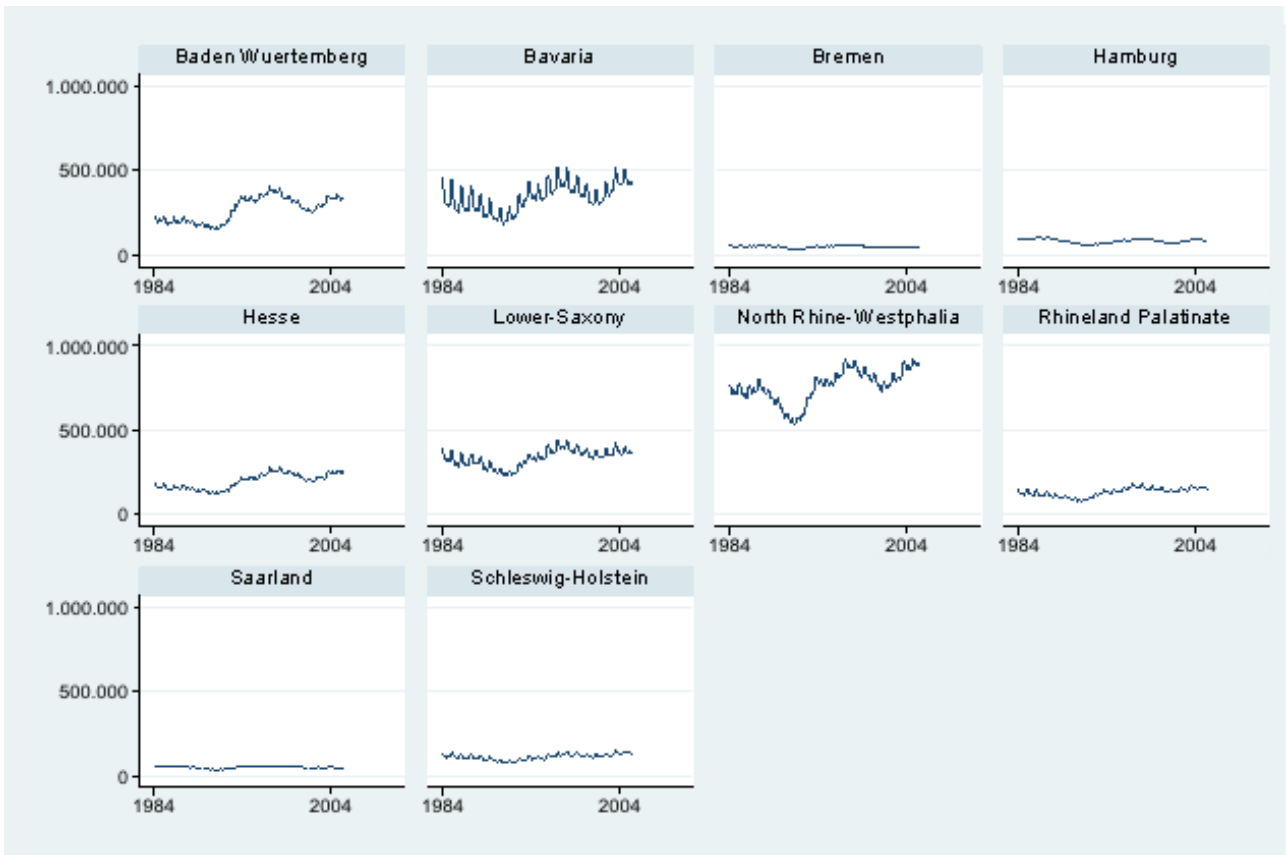 Baden Wuertemberg Bavaria Bremen Hamburg
1.000.000
500.000
0
1984 2004 1984 2004 1984 2004 1984 2004
Hesse Lower-Saxony North Rhine-Westphalia Rhineland Palatinate
1.000.000
500.000
0
1984 2004 1984 2004 1984 2004 1984 2004
Saarland Schleswig-Holstein
1.000.000
500.000
0
1984 2004 1984 2004